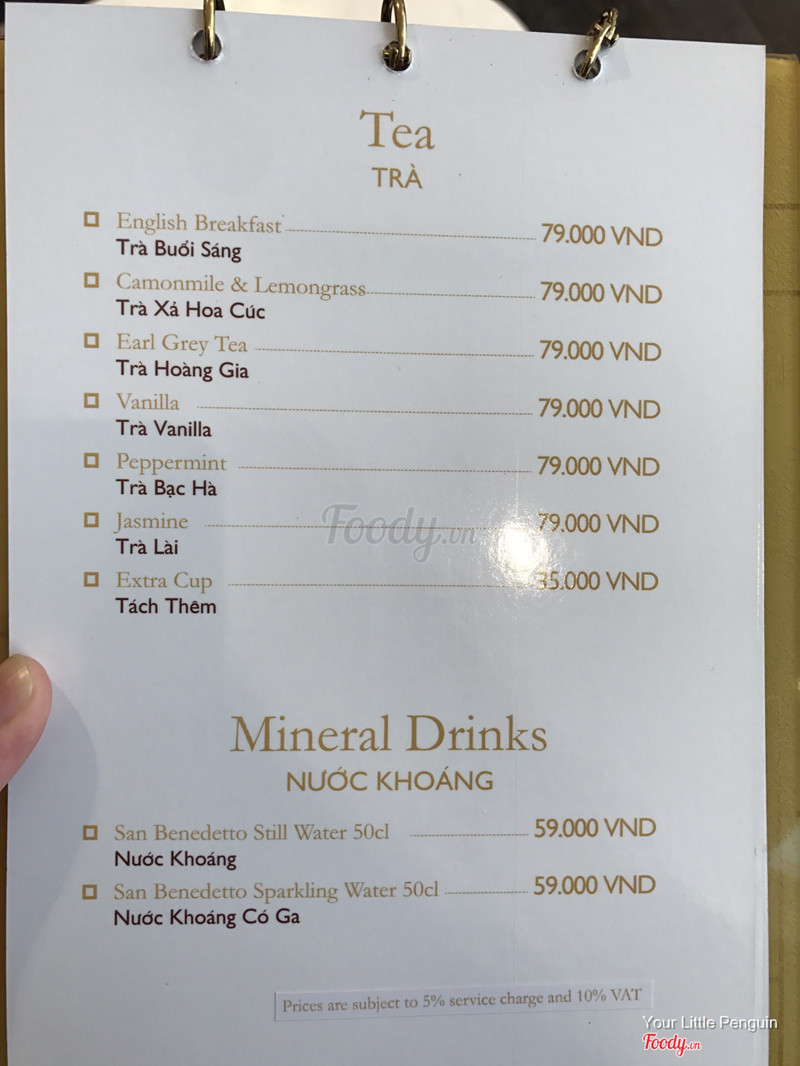 Tea
TRÀ
English Breakfast 79.000 VND
Trà Buổi Sáng
Camonmile & Lemongrass 79.000 VND
Trà Xả Hoa Cúc
Earl Grey Tea 79.000 VND
Trà Hoàng Gia
Vanilla 79.000 VND
Trà Vanilla
Peppermint 79.000 VND
Trà Bạc Hà
Jasmine 79.000 VND
Trà Lài
Foody.vn
Extra Cup 35.000 VND
Tách Thêm
Mineral Drinks
NƯỚC KHOÁNG
San Benedetto Still Water 50cl 59.000 VND
Nước Khoáng
San Benedetto Sparkling Water 50cl 59.000 VND
Nước Khoáng Có Ga
Prices are subject to 5% service charge and 10% VAT
Your Little Penguin
Foody.vn